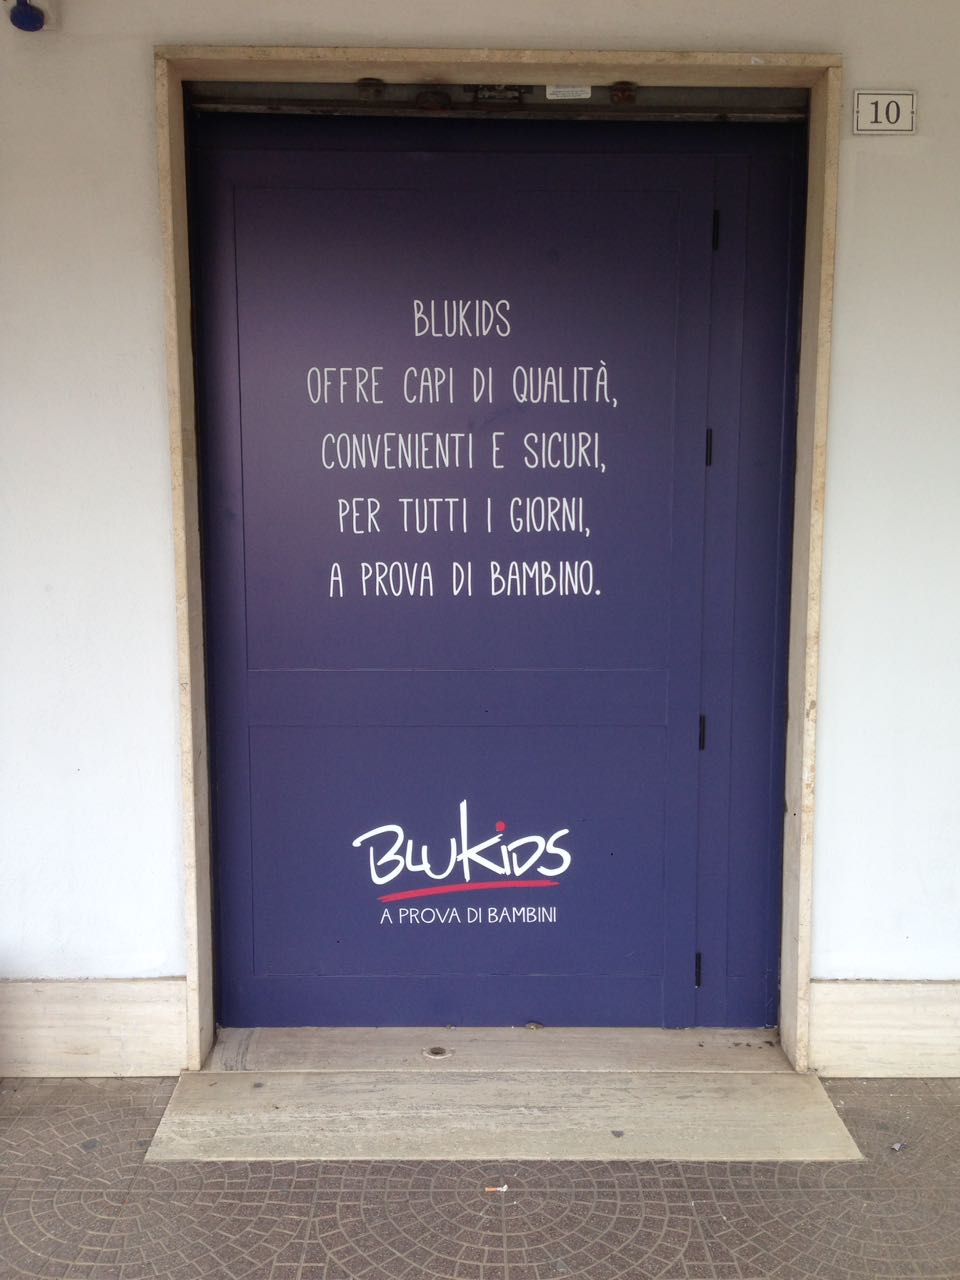 10
BLUKIDS
OFFRE CAPI DI QUALITÀ,
CONVENIENTI E SICURI,
PER TUTTI I GIORNI,
A PROVA DI BAMBINO.
BLUKIDS
A PROVA DI BAMBINI